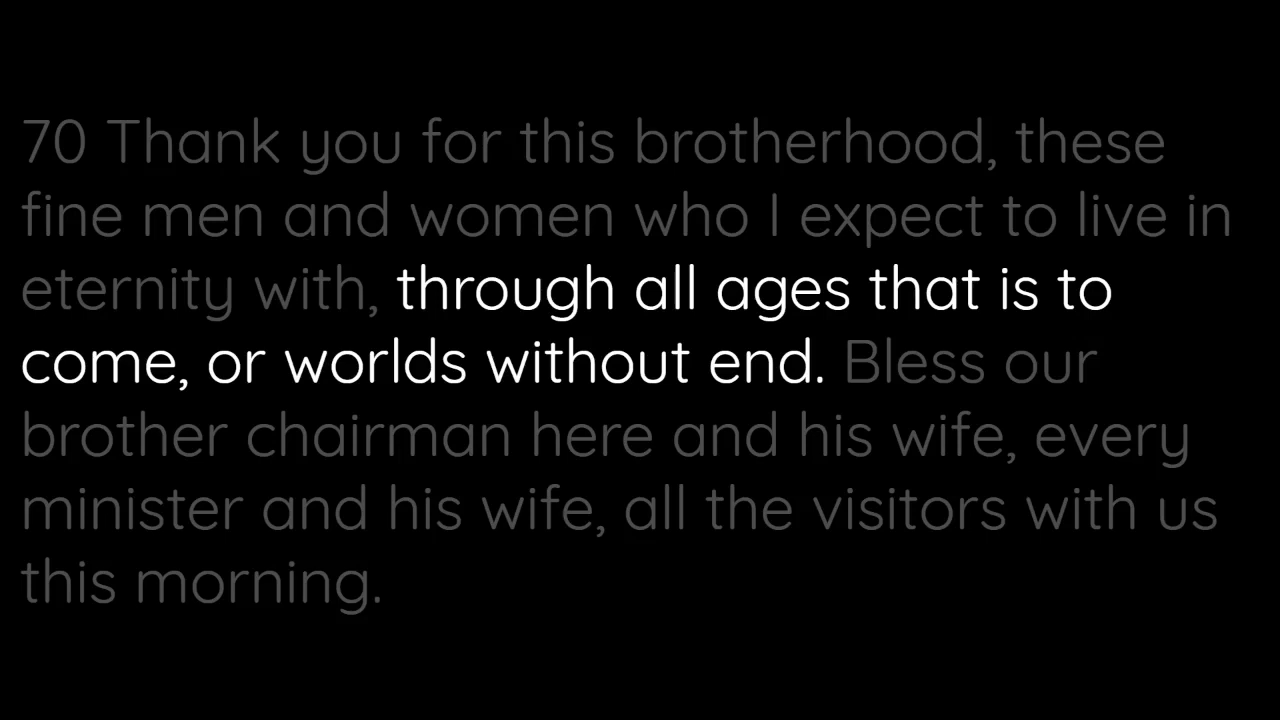 70 Thank you for this brotherhood, these
fine men and women who I expect to live in
eternity with, through all ages that is to
come, or worlds without end. Bless our
brother chairman here and his wife, every
minister and his wife, all the visitors with us
this morning.